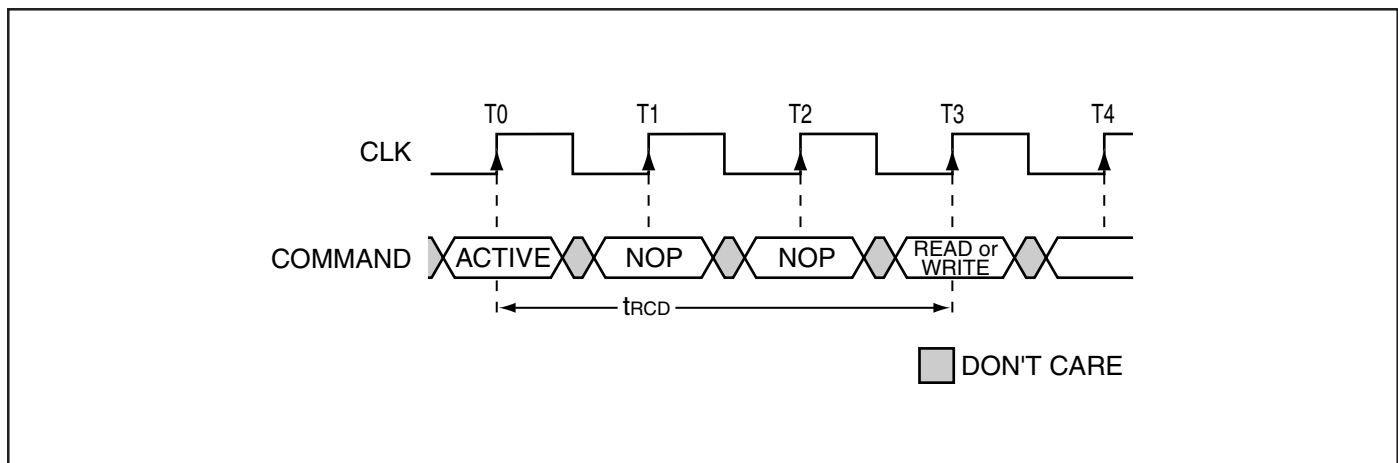 T0 T1 T2 T3 T4
CLK
COMMAND ACTIVE NOP NOP READ or
WRITE
tRCD
DON'T CARE